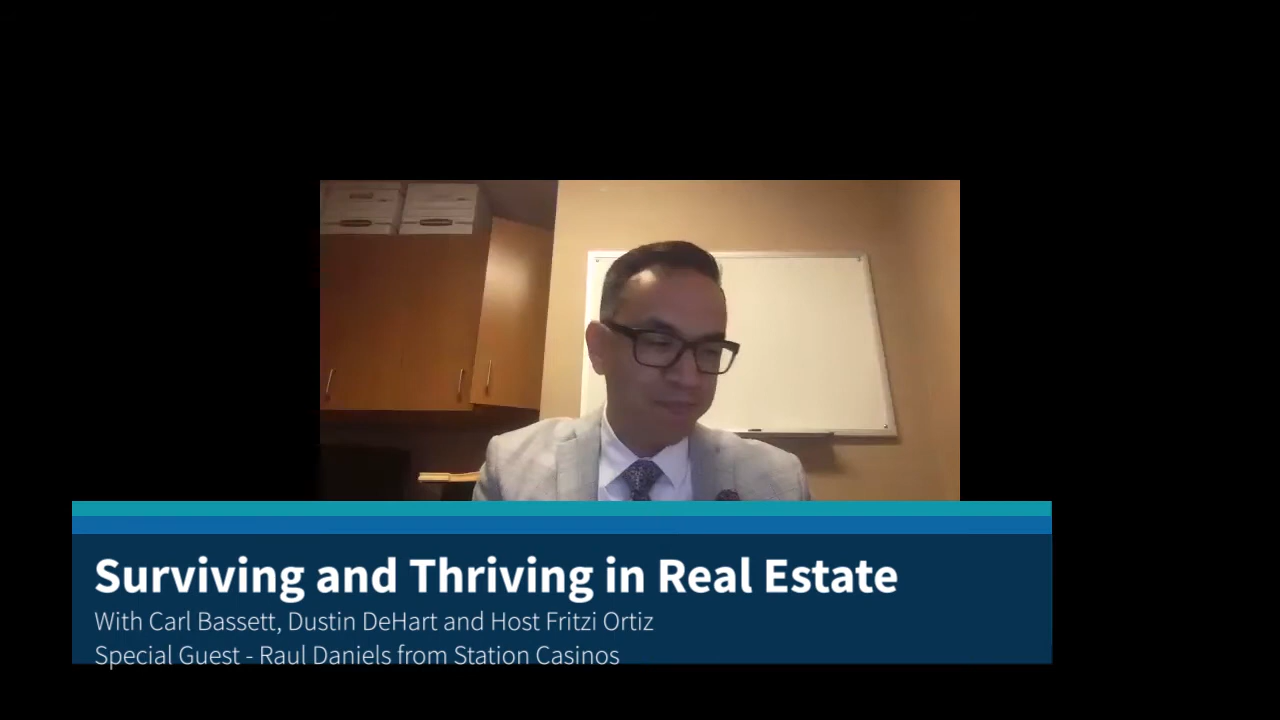 Surviving and Thriving in Real Estate
With Carl Bassett, Dustin DeHart and Host Fritzi Ortiz
Special Guest - Raul Daniels from Station Casinos